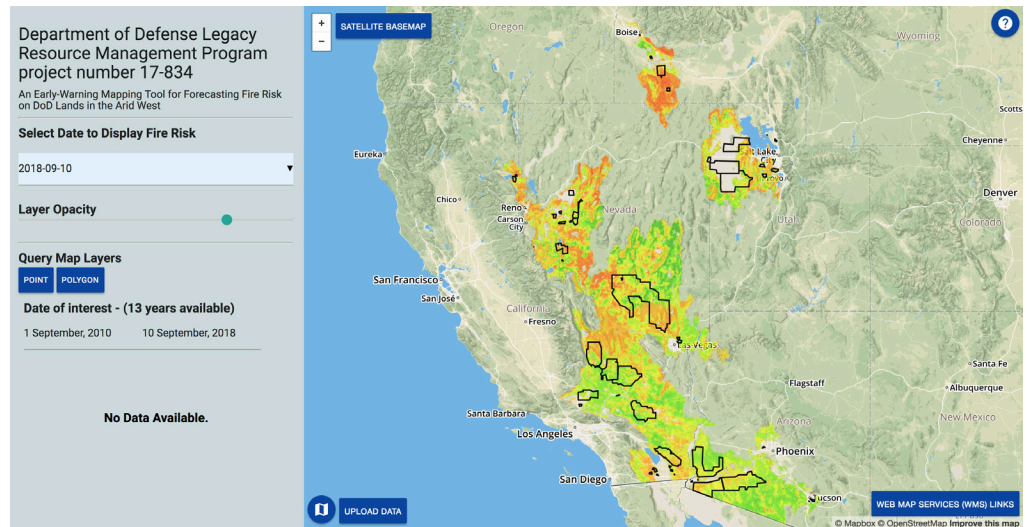 Department of Defense Legacy
Resource Management Program
project number 17-834
An Early-Warning Mapping Tool for Forecasting Fire Risk
on DoD Lands in the Arid West
Select Date to Display Fire Risk
2018-09-10
Layer Opacity
Query Map Layers
POINT
POLYGON
Date of interest - (13 years available)
1 September, 2010
10 September, 2018
No Data Available.
+
−
SATELLITE BASEMAP
?
Oregon
Boise
Wyoming
Scotts
Eureka
Lake
City
Cheyenne
Chico
Reno
Carson
City
Nevada
Utah
Denver
Colorado
San Francisco
San José
California
Fresno
Las Vegas
Santa Fe
Flagstaff
Albuquerque
Santa Barbara
Los Angeles
Arizona
New Mexico
Phoenix
San Diego
ucson
UPLOAD DATA
WEB MAP SERVICES (WMS) LINKS
© Mapbox © OpenStreetMap Improve this map